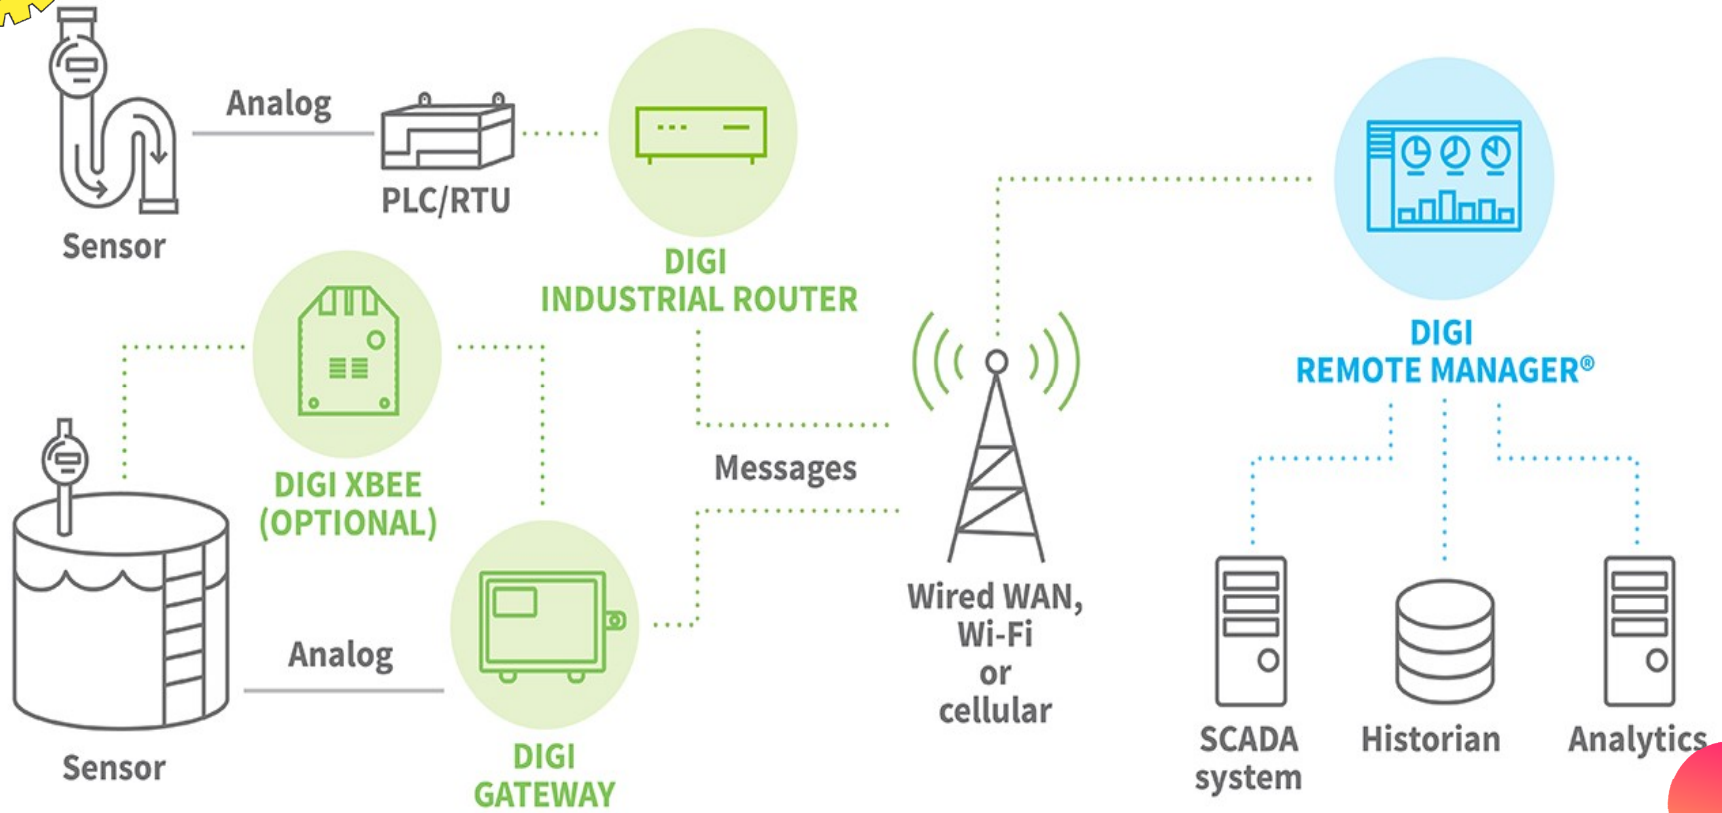 Analog
PLC/RTU
Sensor
DIGI
INDUSTRIAL ROUTER
DIGI XBEE
(OPTIONAL)
Analog
Sensor
DIGI
GATEWAY
Messages
Wired WAN,
Wi-Fi
or
cellular
DIGI
REMOTE MANAGER®
SCADA
system
Historian
Analytics